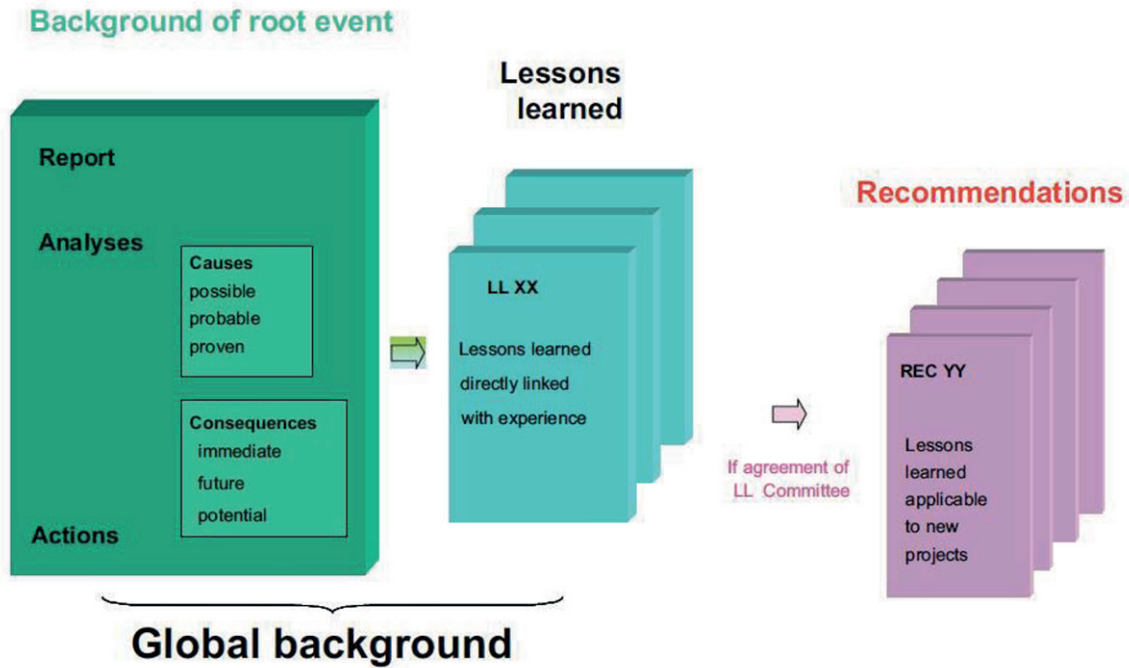 Background of root event
Report
Analyses
Causes
possible
probable
proven
Consequences
immediate
future
potential
Actions
Lessons
learned
LL XX
Lessons learned
directly linked
with experience
If agreement of
LL Committee
Recommendations
REC YY
Lessons
learned
applicable
to new
projects
Global background